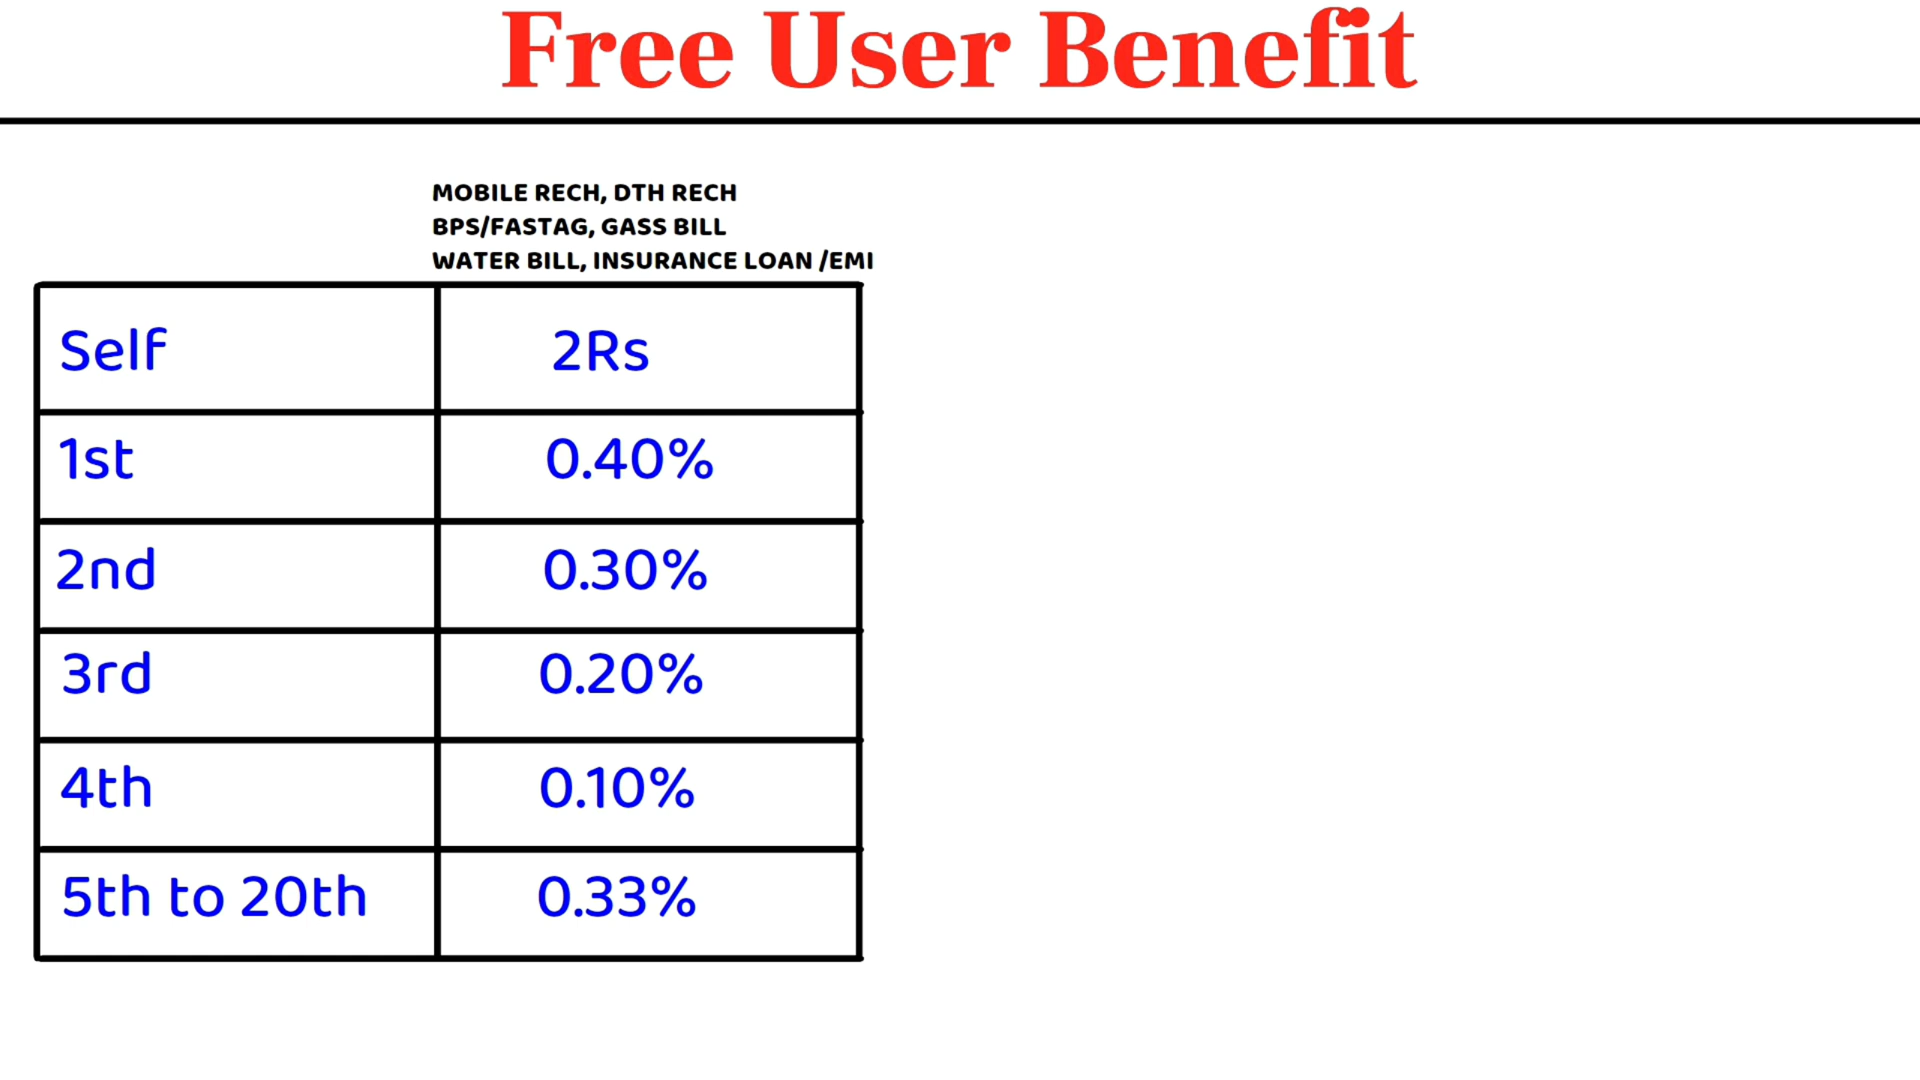 Free User Benefit
MOBILE RECH, DTH RECH
BPS/FASTAG, GASS BILL
WATER BILL, INSURANCE LOAN /EMI
Self 2Rs
1st 0.40%
2nd 0.30%
3rd 0.20%
4th 0.10%
5th to 20th 0.33%